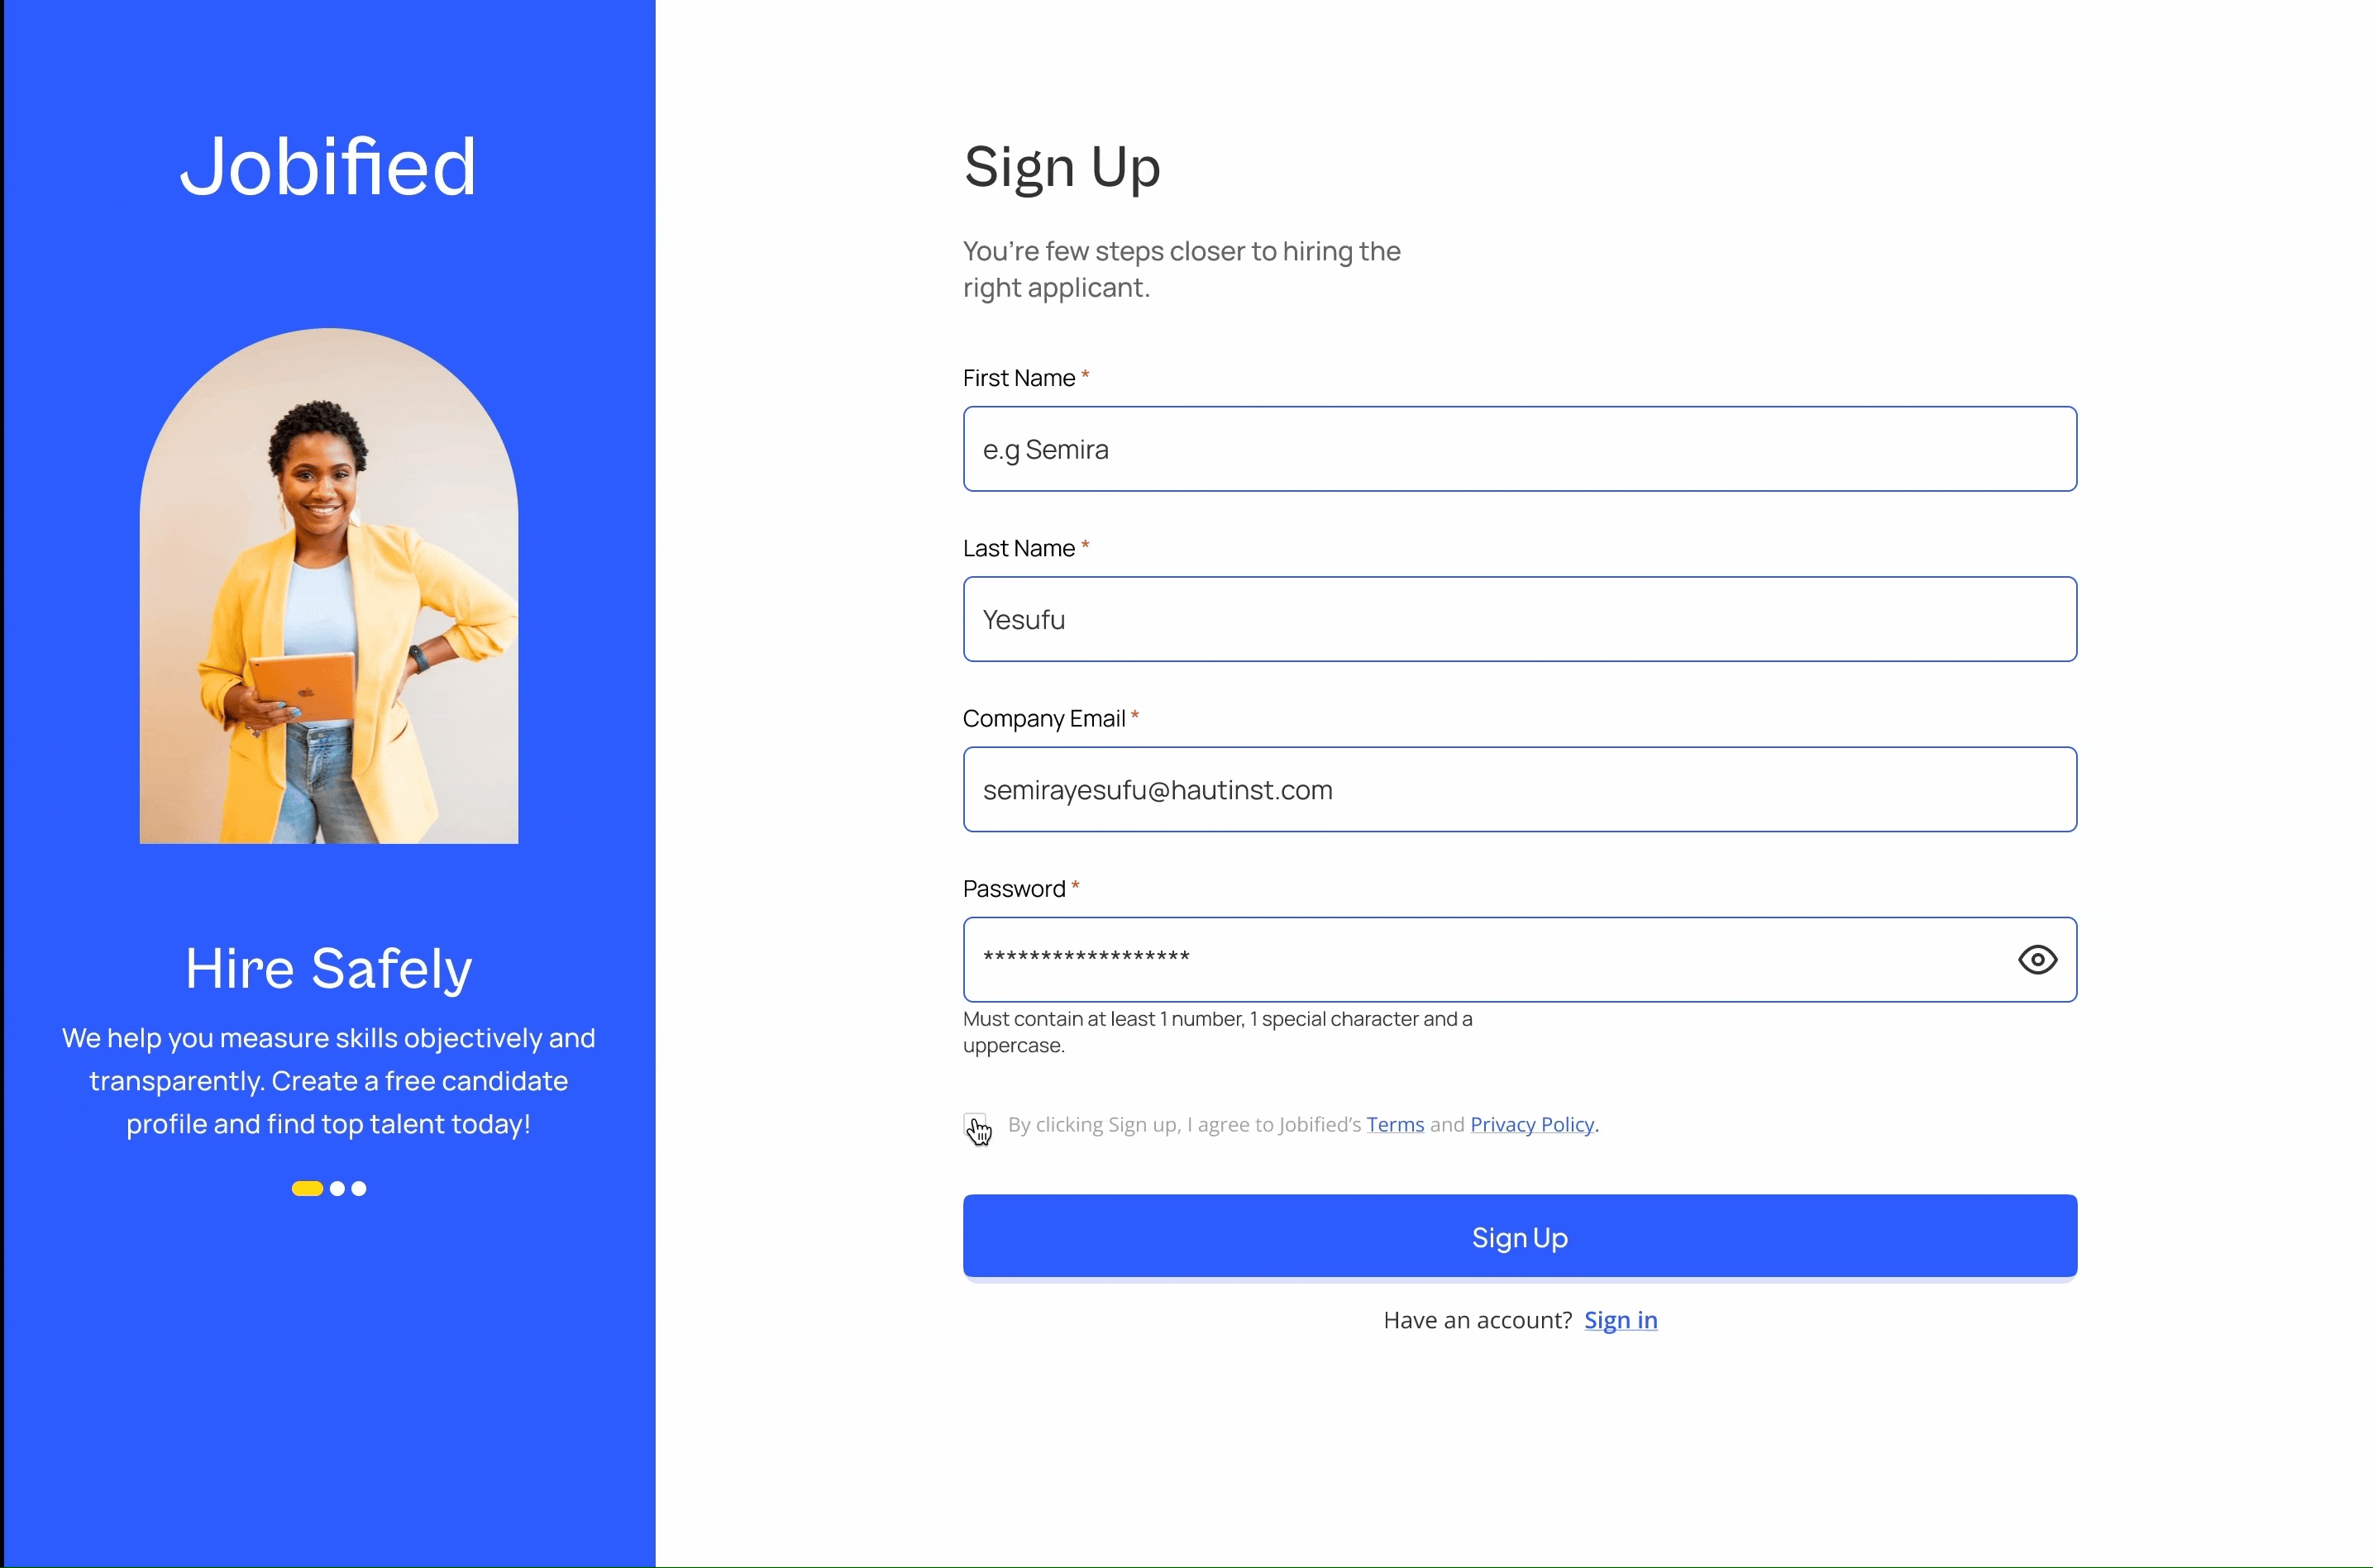 Jobified
Hire Safely
We help you measure skills objectively and
transparently. Create a free candidate
profile and find top talent today!
Sign Up
You're few steps closer to hiring the
right applicant.
First Name *
e.g Semira
Last Name *
Yesufu
Company Email *
semirayesufu@hautinst.com
Password *
******************
Must contain at least 1 number, 1 special character and a
uppercase.
By clicking Sign up, I agree to Jobified's Terms and Privacy Policy.
Sign Up
Have an account? Sign in